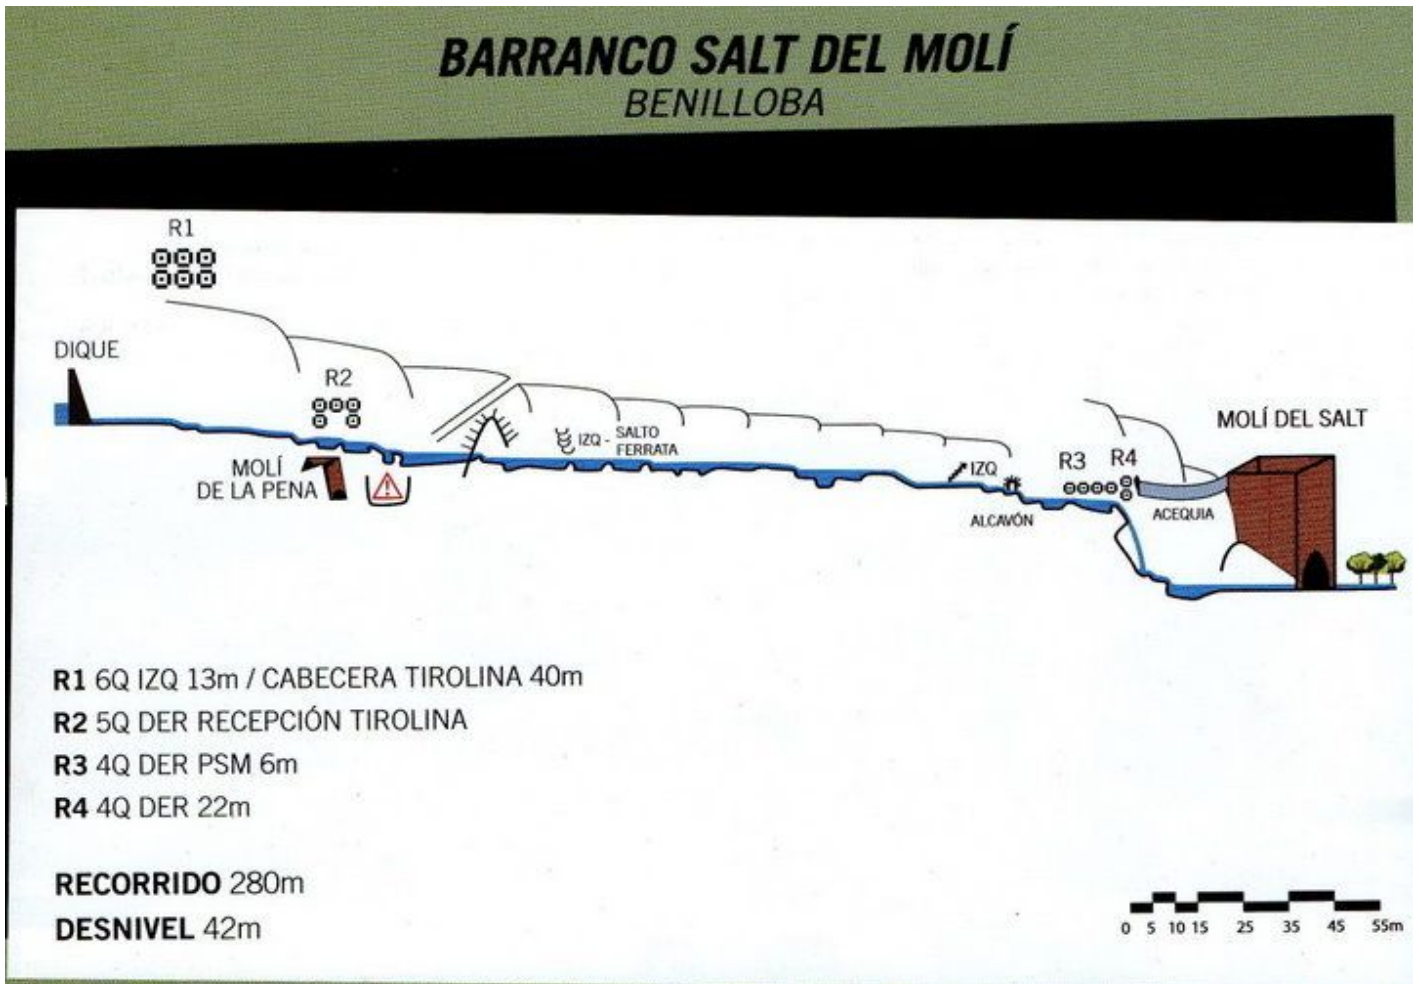 BARRANCO SALT DEL MOLÍ
BENILLOBA
R1
DIQUE
R2
MOLÍ
DE LA PENA
IZQ - SALTO
FERRATA
IZQ
ALCAVÓN
R3 R4
ACEQUIA
MOLÍ DEL SALT
R1 6Q IZQ 13m / CABECERA TIROLINA 40m
R2 5Q DER RECEPCIÓN TIROLINA
R3 4Q DER PSM 6m
R4 4Q DER 22m
RECORRIDO 280m
DESNIVEL 42m
0 5 10 15 25 35 45 55m